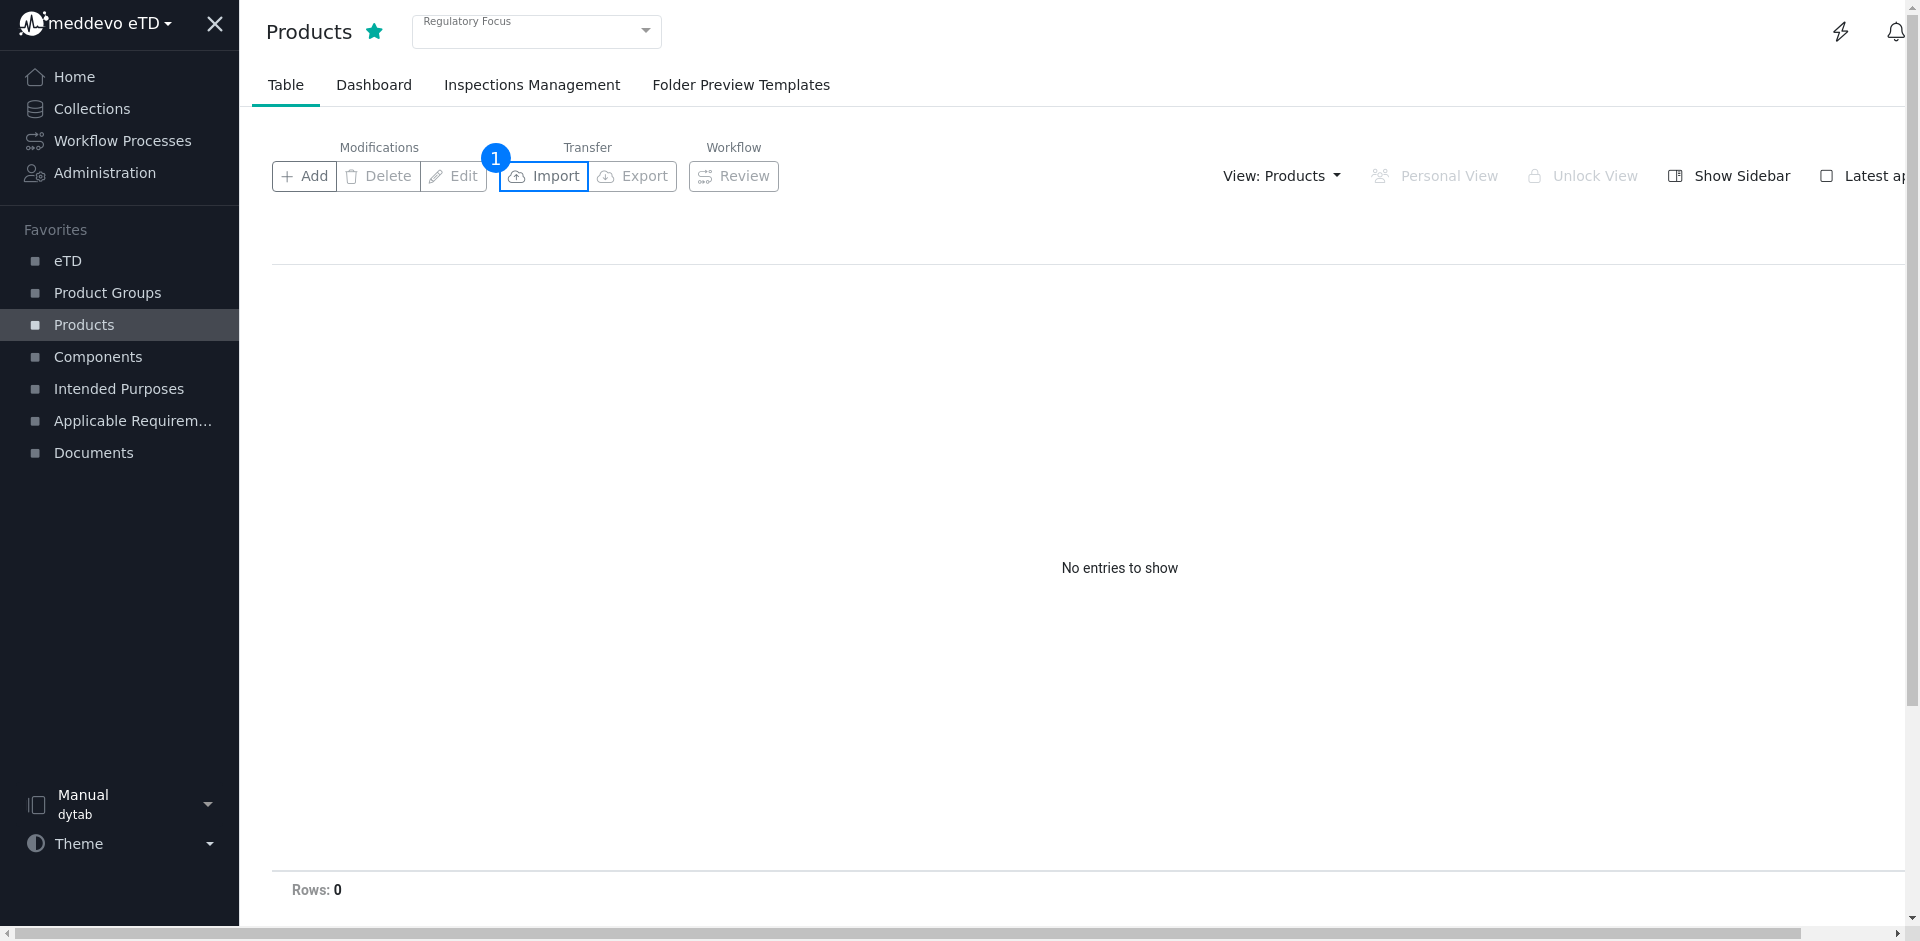 meddevo eTD
Home
Collections
Workflow Processes
Administration
Favorites
eTD
Product Groups
Products
Components
Intended Purposes
Applicable Requirem...
Documents
Manual
dytab
Theme
Products
Regulatory Focus
Table Dashboard Inspections Management Folder Preview Templates
Modifications Transfer Workflow
1
Add Delete Edit Import Export Review View: Products Personal View Unlock View Show Sidebar Latest ap
No entries to show
Rows: 0